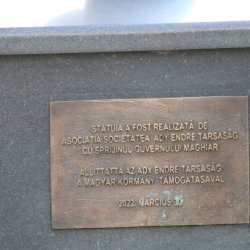 STATUIA A FOST REALIZATĂ DE
ASOCIAȚIA SOCIETATEA ADY ENDRE TÁRSASÁG
CU SPRIJINUL GUVERNULUI MAGHIAR
ÁLLÍTTATTA AZ ADY ENDRE TÁRSASÁG
A MAGYAR KORMÁNY TÁMOGATÁSÁVAL
2022. MÁRCIUS